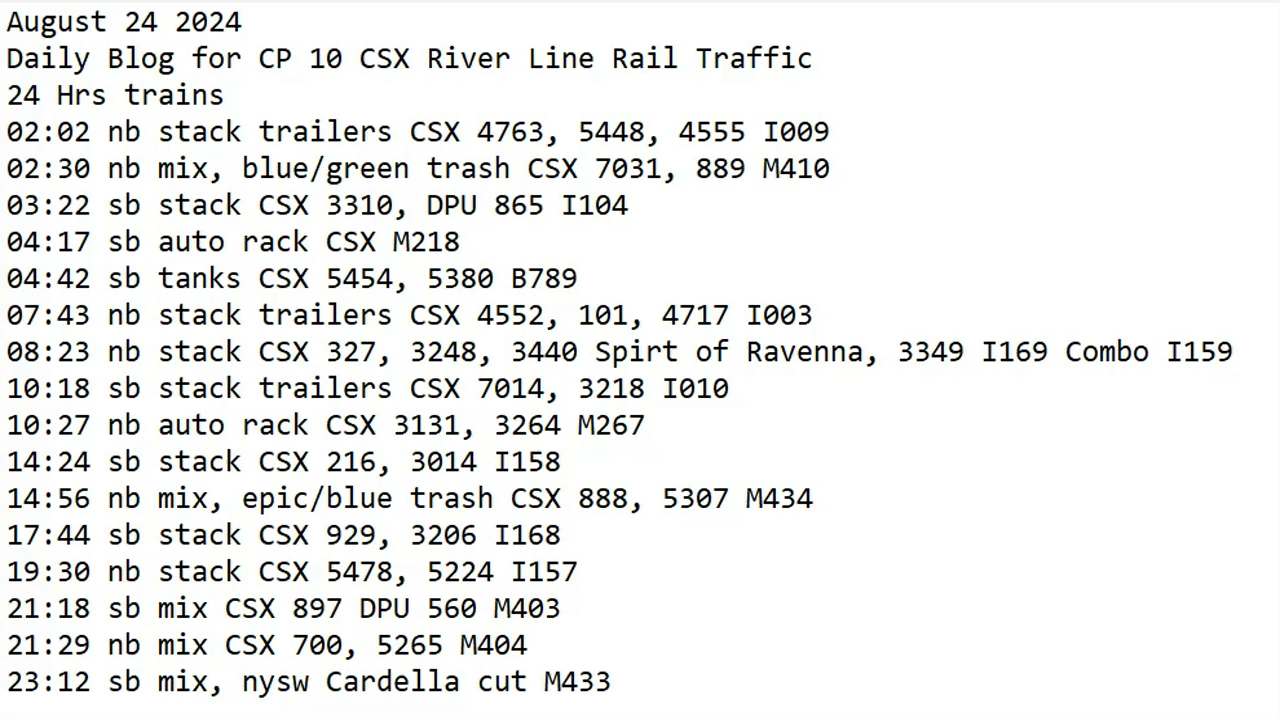 August 24 2024
Daily Blog for CP 10 CSX River Line Rail Traffic
24 Hrs trains
02:02 nb stack trailers CSX 4763, 5448, 4555 I009
02:30 nb mix, blue/green trash CSX 7031, 889 M410
03:22 sb stack CSX 3310, DPU 865 I104
04:17 sb auto rack CSX M218
04:42 sb tanks CSX 5454, 5380 B789
07:43 nb stack trailers CSX 4552, 101, 4717 I003
08:23 nb stack CSX 327, 3248, 3440 Spirt of Ravenna, 3349 I169 Combo I159
10:18 sb stack trailers CSX 7014, 3218 I010
10:27 nb auto rack CSX 3131, 3264 M267
14:24 sb stack CSX 216, 3014 I158
14:56 nb mix, epic/blue trash CSX 888, 5307 M434
17:44 sb stack CSX 929, 3206 I168
19:30 nb stack CSX 5478, 5224 I157
21:18 sb mix CSX 897 DPU 560 M403
21:29 nb mix CSX 700, 5265 M404
23:12 sb mix, nysw Cardella cut M433